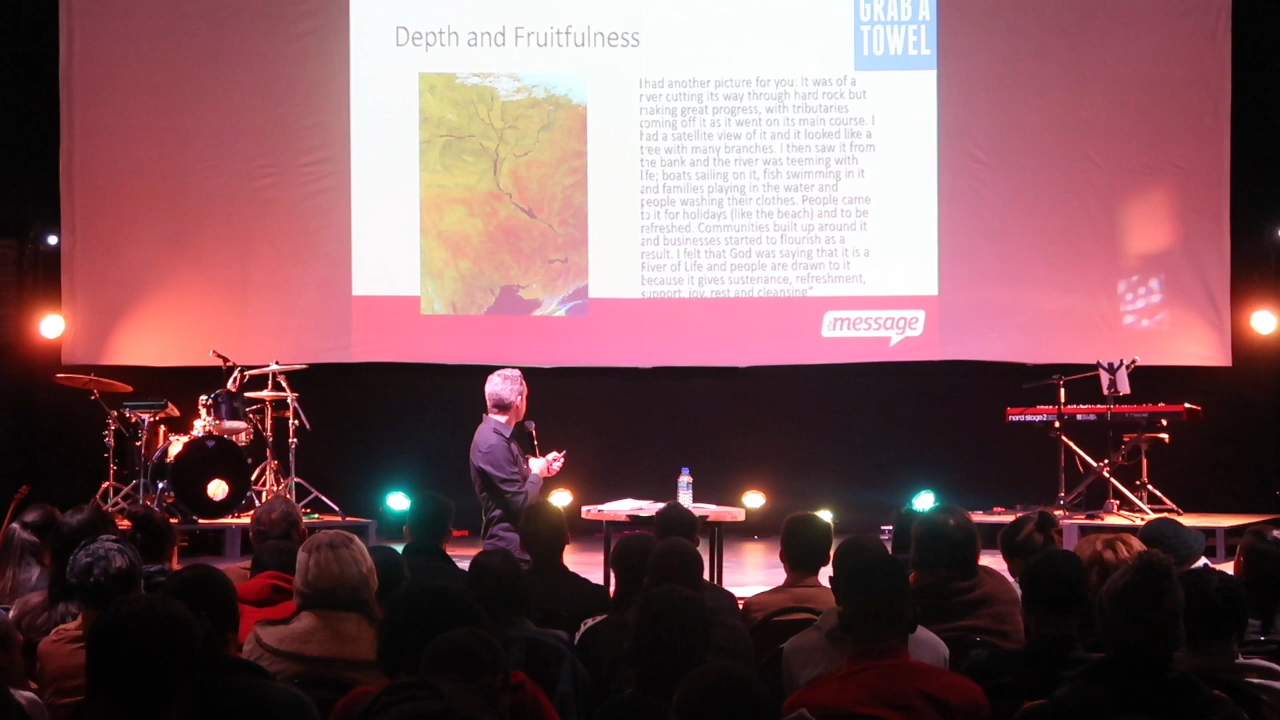 GRAB A
TOWEL
Depth and Fruitfulness
I had another picture for you: It was of a
river cutting its way through hard rock but
making great progress, with tributaries
coming off it as it went on its main course. I
had a satellite view of it and it looked like a
tree with many branches. I then saw it from
the bank and the river was teeming with
life; boats sailing on it, fish swimming in it
and families playing in the water and
people washing their clothes. People came
to it for holidays (like the beach) and to be
refreshed. Communities built up around it
and businesses started to flourish as a
result. I felt that God was saying that it is a
River of Life and people are drawn to it
because it gives sustenance, refreshment,
support, joy, rest and cleansing"
the message
nord stage 2